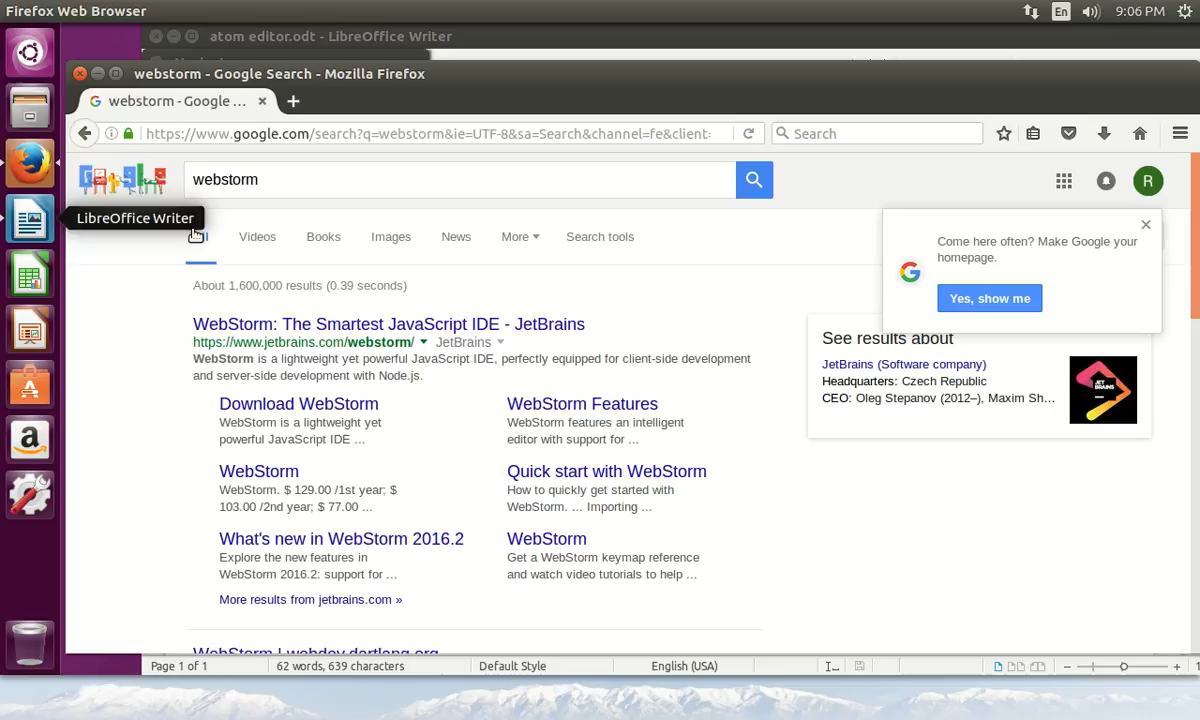 Firefox Web Browser
En
9:06 PM
atom editor.odt - LibreOffice Writer
webstorm - Google Search - Mozilla Firefox
webstorm - Google ...
https://www.google.com/search?q=webstorm&ie=UTF-8&sa=Search&channel=fe&client:
Search
Google
webstorm
R
LibreOffice Writer
Videos
Books
Images
News
More
Search tools
Come here often? Make Google your
homepage.
Yes, show me
About 1,600,000 results (0.39 seconds)
WebStorm: The Smartest JavaScript IDE - JetBrains
https://www.jetbrains.com/webstorm/
JetBrains
WebStorm is a lightweight yet powerful JavaScript IDE, perfectly equipped for client-side development
and server-side development with Node.js.
Download WebStorm
WebStorm is a lightweight yet
powerful JavaScript IDE ...
WebStorm Features
WebStorm features an intelligent
editor with support for ...
WebStorm
WebStorm. $ 129.00 /1st year; $
103.00 /2nd year; $ 77.00 ...
Quick start with WebStorm
How to quickly get started with
WebStorm. ... Importing ...
What's new in WebStorm 2016.2
Explore the new features in
WebStorm 2016.2: support for ...
WebStorm
Get a WebStorm keymap reference
and watch video tutorials to help ...
More results from jetbrains.com »
WebStorm | webdev.dartlang.org
See results about
JetBrains (Software company)
Headquarters: Czech Republic
CEO: Oleg Stepanov (2012–), Maxim Sh...
JET
BRAINS
Page 1 of 1
62 words, 639 characters
Default Style
English (USA)